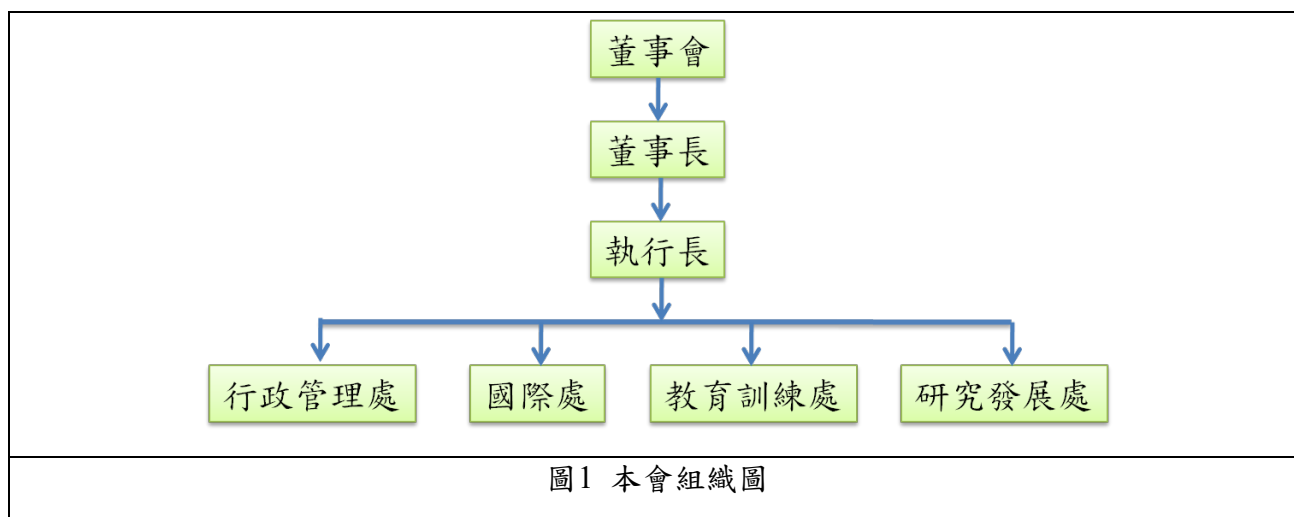 董事會
董事長
執行長
行政管理處
國際處
教育訓練處
研究發展處
圖1 本會組織圖